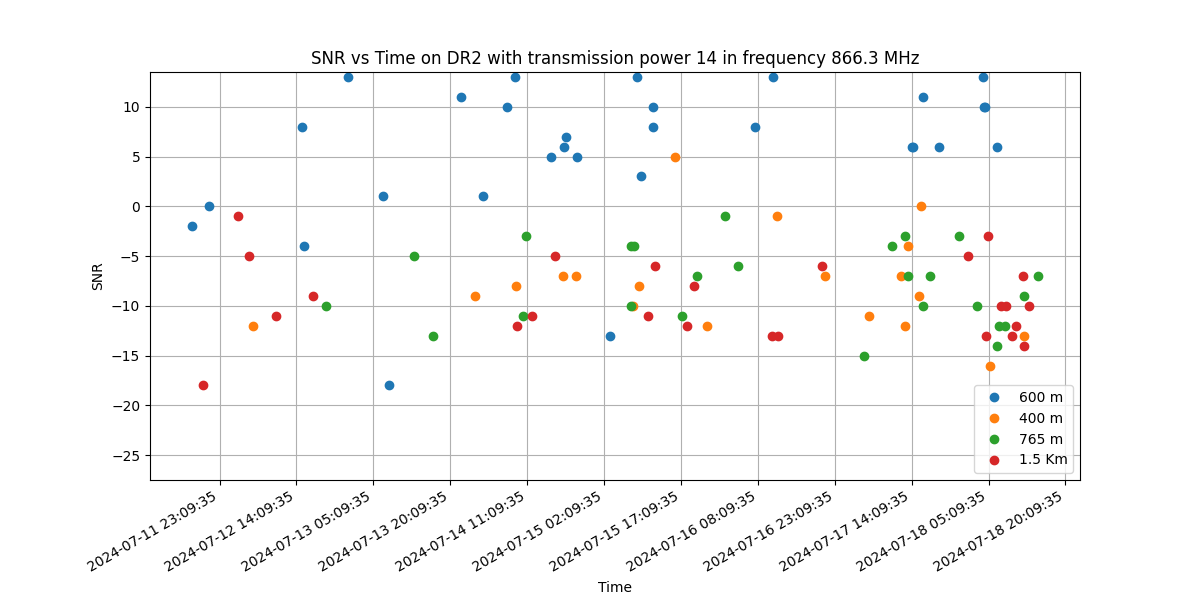 SNR vs Time on DR2 with transmission power 14 in frequency 866.3 MHz
10
5
0
−5
−10
−15
−20
−25
SNR
600 m
400 m
765 m
1.5 Km
2024-07-11 23:09:35
2024-07-12 14:09:35
2024-07-13 05:09:35
2024-07-13 20:09:35
2024-07-14 11:09:35
2024-07-15 02:09:35
2024-07-15 17:09:35
2024-07-16 08:09:35
2024-07-16 23:09:35
2024-07-17 14:09:35
2024-07-18 05:09:35
2024-07-18 20:09:35
Time